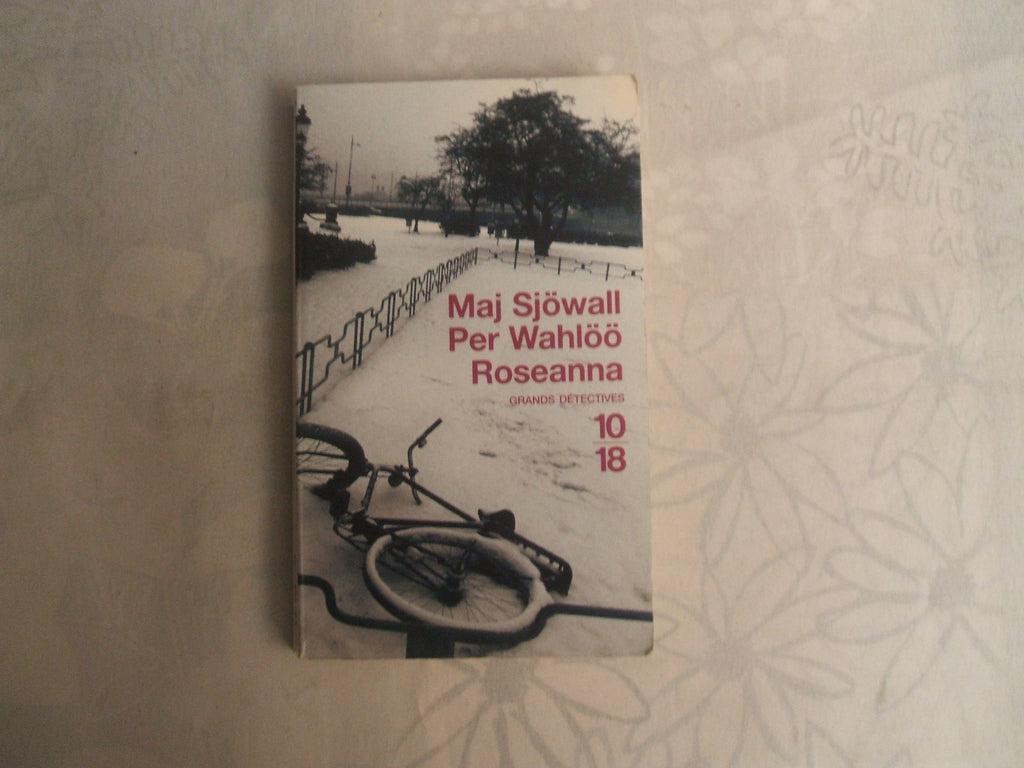 Maj Sjöwall
Per Wahlöö
Roseanna
GRANDS DÉTECTIVES
10
18